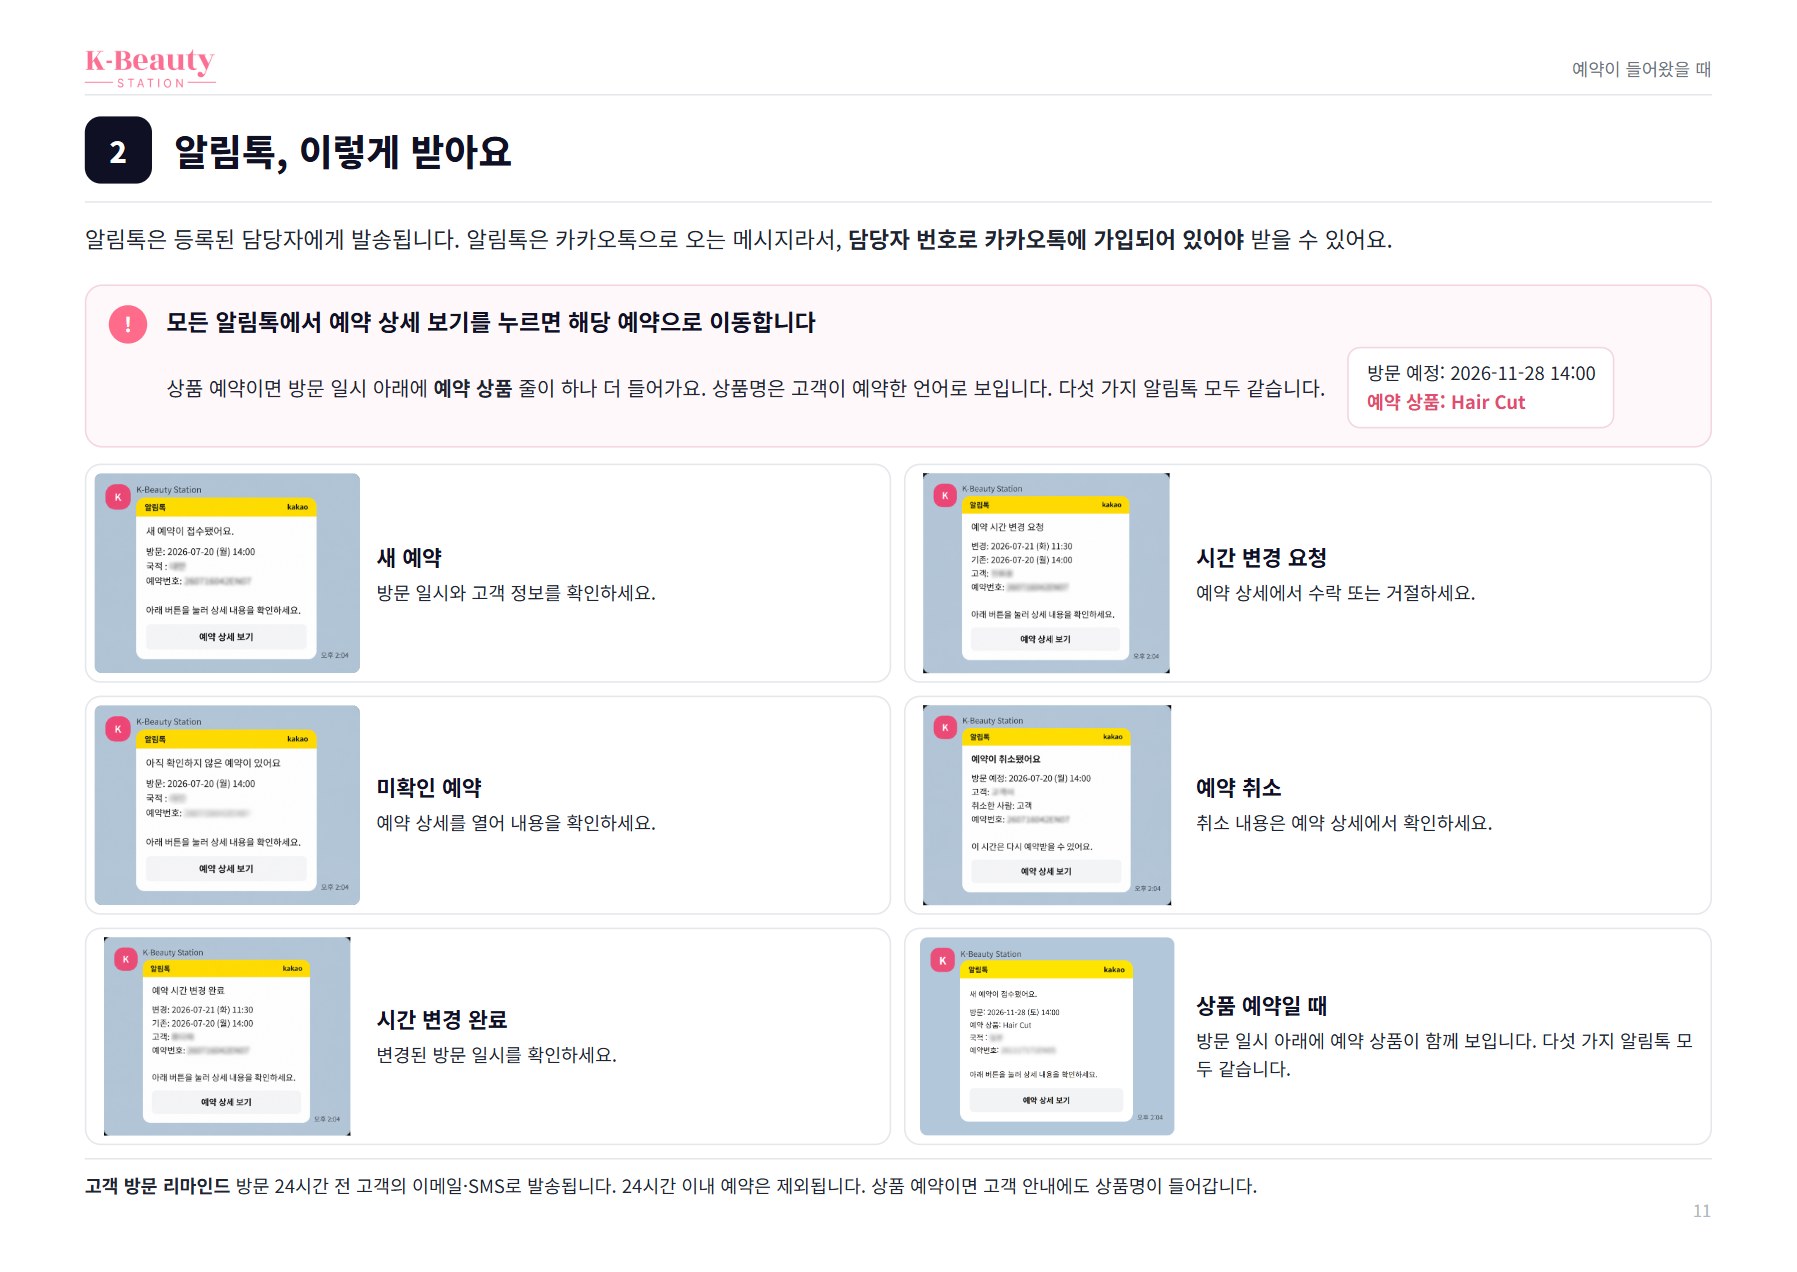 K-Beauty
STATION
예약이 들어왔을 때
2
알림톡, 이렇게 받아요
알림톡은 등록된 담당자에게 발송됩니다. 알림톡은 카카오톡으로 오는 메시지라서, 담당자 번호로 카카오톡에 가입되어 있어야 받을 수 있어요.
!
모든 알림톡에서 예약 상세 보기를 누르면 해당 예약으로 이동합니다
상품 예약이면 방문 일시 아래에 예약 상품 줄이 하나 더 들어가요. 상품명은 고객이 예약한 언어로 보입니다. 다섯 가지 알림톡 모두 같습니다.
방문 예정: 2026-11-28 14:00
예약 상품: Hair Cut
K
K-Beauty Station
알림톡 kakao
새 예약이 접수됐어요.
방문: 2026-07-20 (월) 14:00
국적 :
예약번호:
아래 버튼을 눌러 상세 내용을 확인하세요.
예약 상세 보기
오후 2:04
새 예약
방문 일시와 고객 정보를 확인하세요.
K
K-Beauty Station
알림톡 kakao
예약 시간 변경 요청
변경: 2026-07-21 (화) 11:30
기존: 2026-07-20 (월) 14:00
고객:
예약번호:
아래 버튼을 눌러 상세 내용을 확인하세요.
예약 상세 보기
오후 2:04
시간 변경 요청
예약 상세에서 수락 또는 거절하세요.
K
K-Beauty Station
알림톡 kakao
아직 확인하지 않은 예약이 있어요
방문: 2026-07-20 (월) 14:00
국적 :
예약번호:
아래 버튼을 눌러 상세 내용을 확인하세요.
예약 상세 보기
오후 2:04
미확인 예약
예약 상세를 열어 내용을 확인하세요.
K
K-Beauty Station
알림톡 kakao
예약이 취소됐어요
방문 예정: 2026-07-20 (월) 14:00
고객:
취소한 사람: 고객
예약번호:
이 시간은 다시 예약받을 수 있어요.
예약 상세 보기
오후 2:04
예약 취소
취소 내용은 예약 상세에서 확인하세요.
K
K-Beauty Station
알림톡 kakao
예약 시간 변경 완료
변경: 2026-07-21 (화) 11:30
기존: 2026-07-20 (월) 14:00
고객:
예약번호:
아래 버튼을 눌러 상세 내용을 확인하세요.
예약 상세 보기
오후 2:04
시간 변경 완료
변경된 방문 일시를 확인하세요.
K
K-Beauty Station
알림톡 kakao
새 예약이 접수됐어요.
방문: 2026-11-28 (토) 14:00
예약 상품: Hair Cut
국적 :
예약번호:
아래 버튼을 눌러 상세 내용을 확인하세요.
예약 상세 보기
오후 2:04
상품 예약일 때
방문 일시 아래에 예약 상품이 함께 보입니다. 다섯 가지 알림톡 모
두 같습니다.
고객 방문 리마인드 방문 24시간 전 고객의 이메일·SMS로 발송됩니다. 24시간 이내 예약은 제외됩니다. 상품 예약이면 고객 안내에도 상품명이 들어갑니다.
11